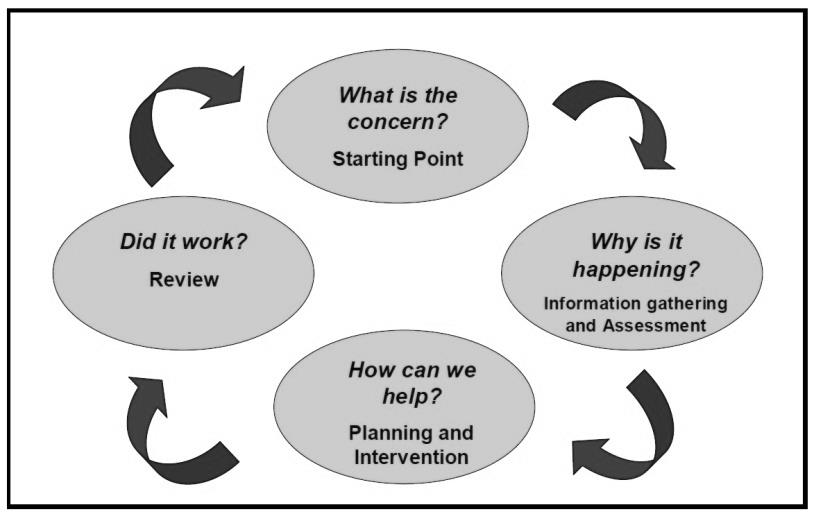 What is the
concern?
Starting Point
Why is it
happening?
Information gathering
and Assessment
How can we
help?
Planning and
Intervention
Did it work?
Review